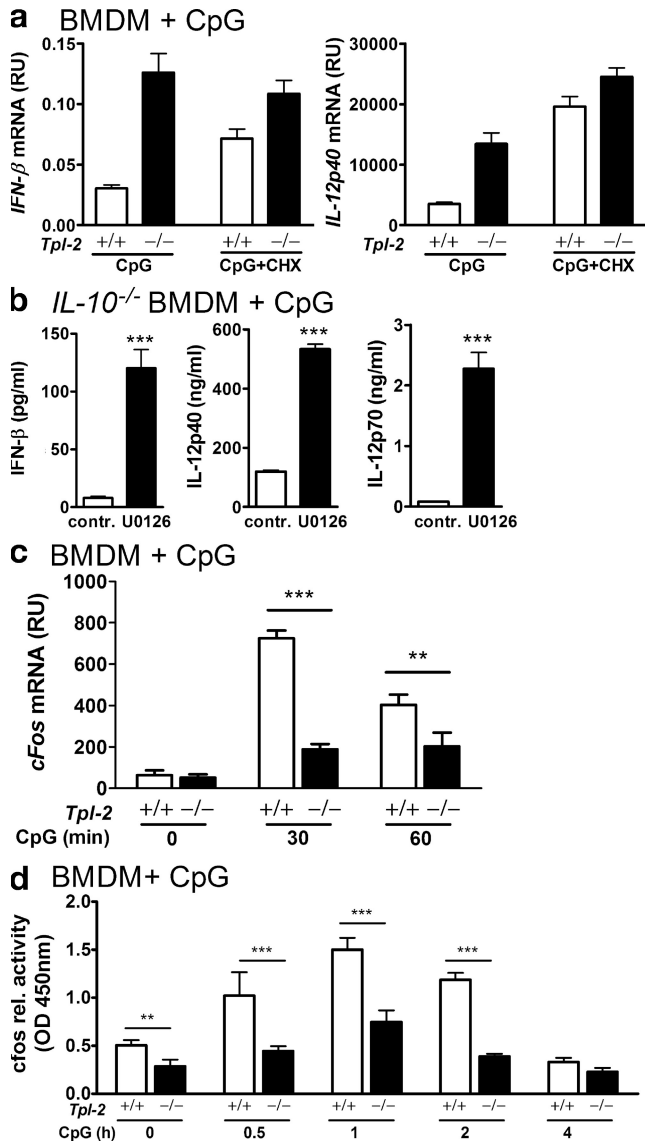 a BMDM + CpG
IFN-β mRNA (RU)
0.15
0.10
0.05
0.00
Tpl-2 +/+ −/− +/+ −/−
CpG CpG+CHX
IL-12p40 mRNA (RU)
30000
20000
10000
0
Tpl-2 +/+ −/− +/+ −/−
CpG CpG+CHX
b IL-10-/- BMDM + CpG
IFN-β (pg/ml)
150
100
50
0
***
contr. U0126
IL-12p40 (ng/ml)
600
400
200
0
***
contr. U0126
IL-12p70 (ng/ml)
3
2
1
0
***
contr. U0126
c BMDM + CpG
cFos mRNA (RU)
1000
800
600
400
200
0
*** **
Tpl-2 +/+ −/− +/+ −/− +/+ −/−
CpG (min) 0 30 60
d BMDM+ CpG
cfos rel. activity
(OD 450nm)
2.0
1.5
1.0
0.5
0.0
** *** *** ***
Tpl-2 +/+ −/− +/+ −/− +/+ −/− +/+ −/− +/+ −/−
CpG (h) 0 0.5 1 2 4